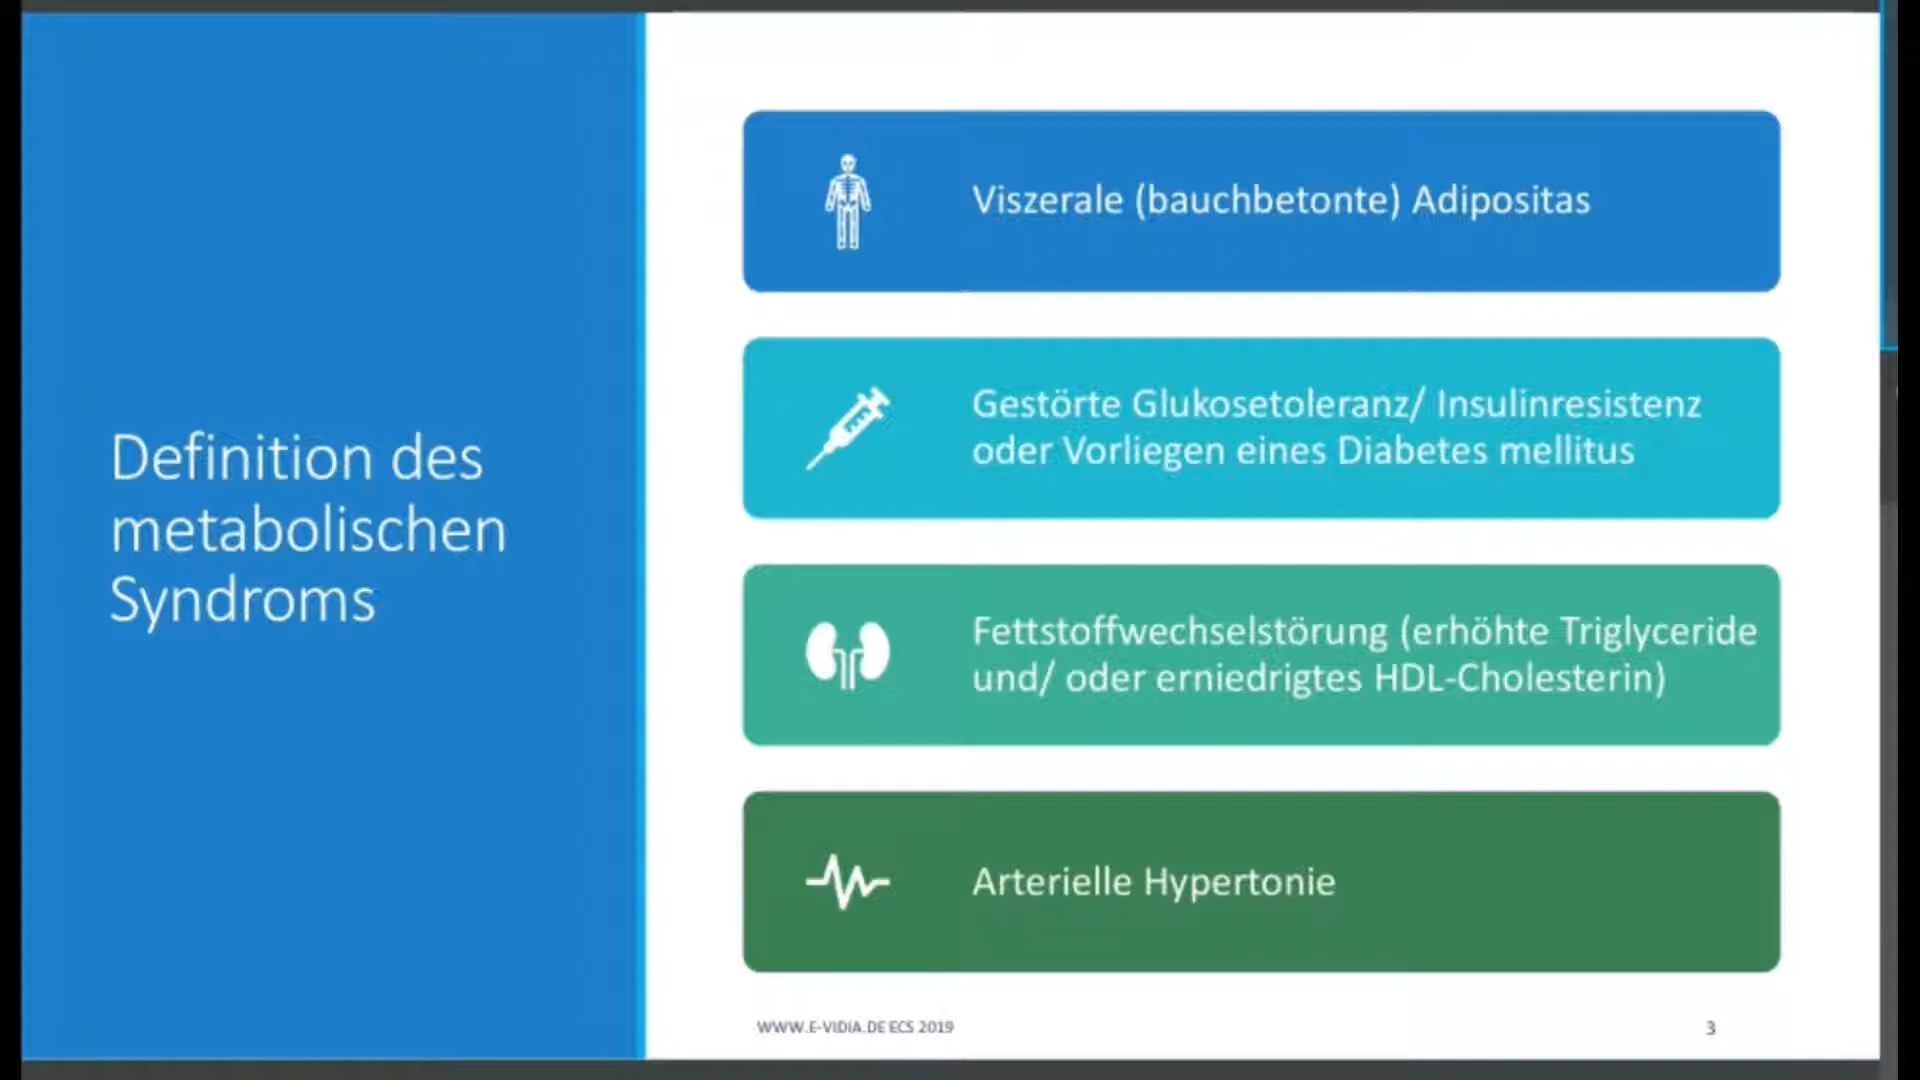 Definition des
metabolischen
Syndroms
Viszerale (bauchbetonte) Adipositas
Gestörte Glukosetoleranz/ Insulinresistenz
oder Vorliegen eines Diabetes mellitus
Fettstoffwechselstörung (erhöhte Triglyceride
und/ oder erniedrigtes HDL-Cholesterin)
Arterielle Hypertonie
WWW.E-VIDIA.DE ECS 2019
3